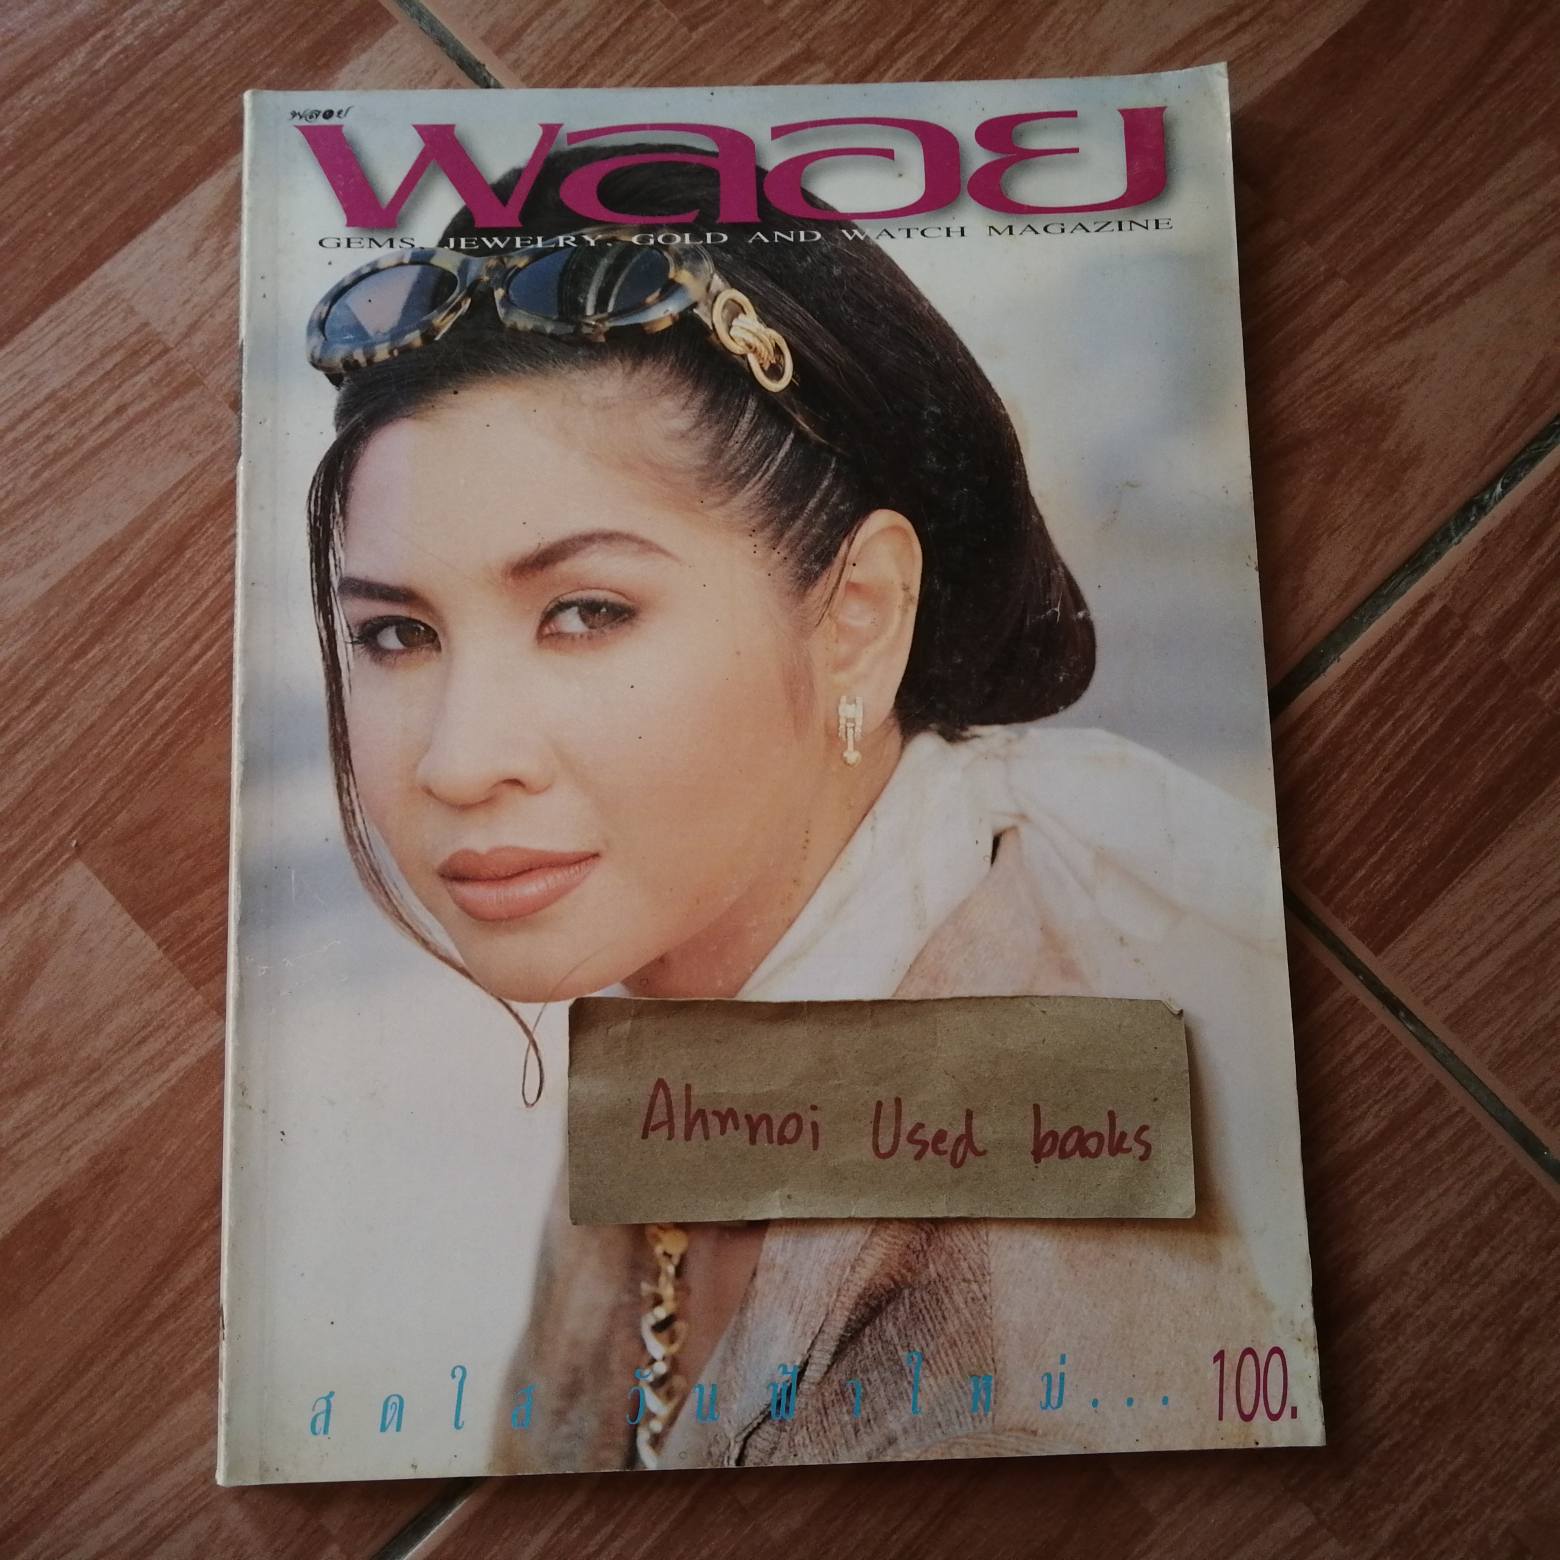 พลอย
พลอย
GEMS, JEWELRY, GOLD AND WATCH MAGAZINE
Ahnnoi Used books
สดใส วันฟ้าใหม่... 100.